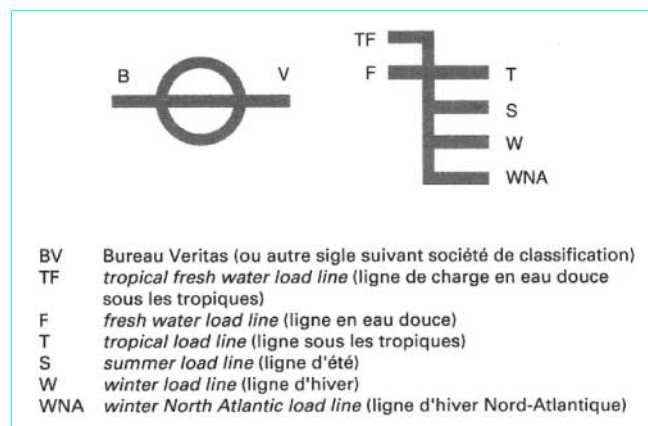 TF
B V F T
S
W
WNA
BV Bureau Veritas (ou autre sigle suivant société de classification)
TF tropical fresh water load line (ligne de charge en eau douce
sous les tropiques)
F fresh water load line (ligne en eau douce)
T tropical load line (ligne sous les tropiques)
S summer load line (ligne d'été)
W winter load line (ligne d'hiver)
WNA winter North Atlantic load line (ligne d'hiver Nord-Atlantique)